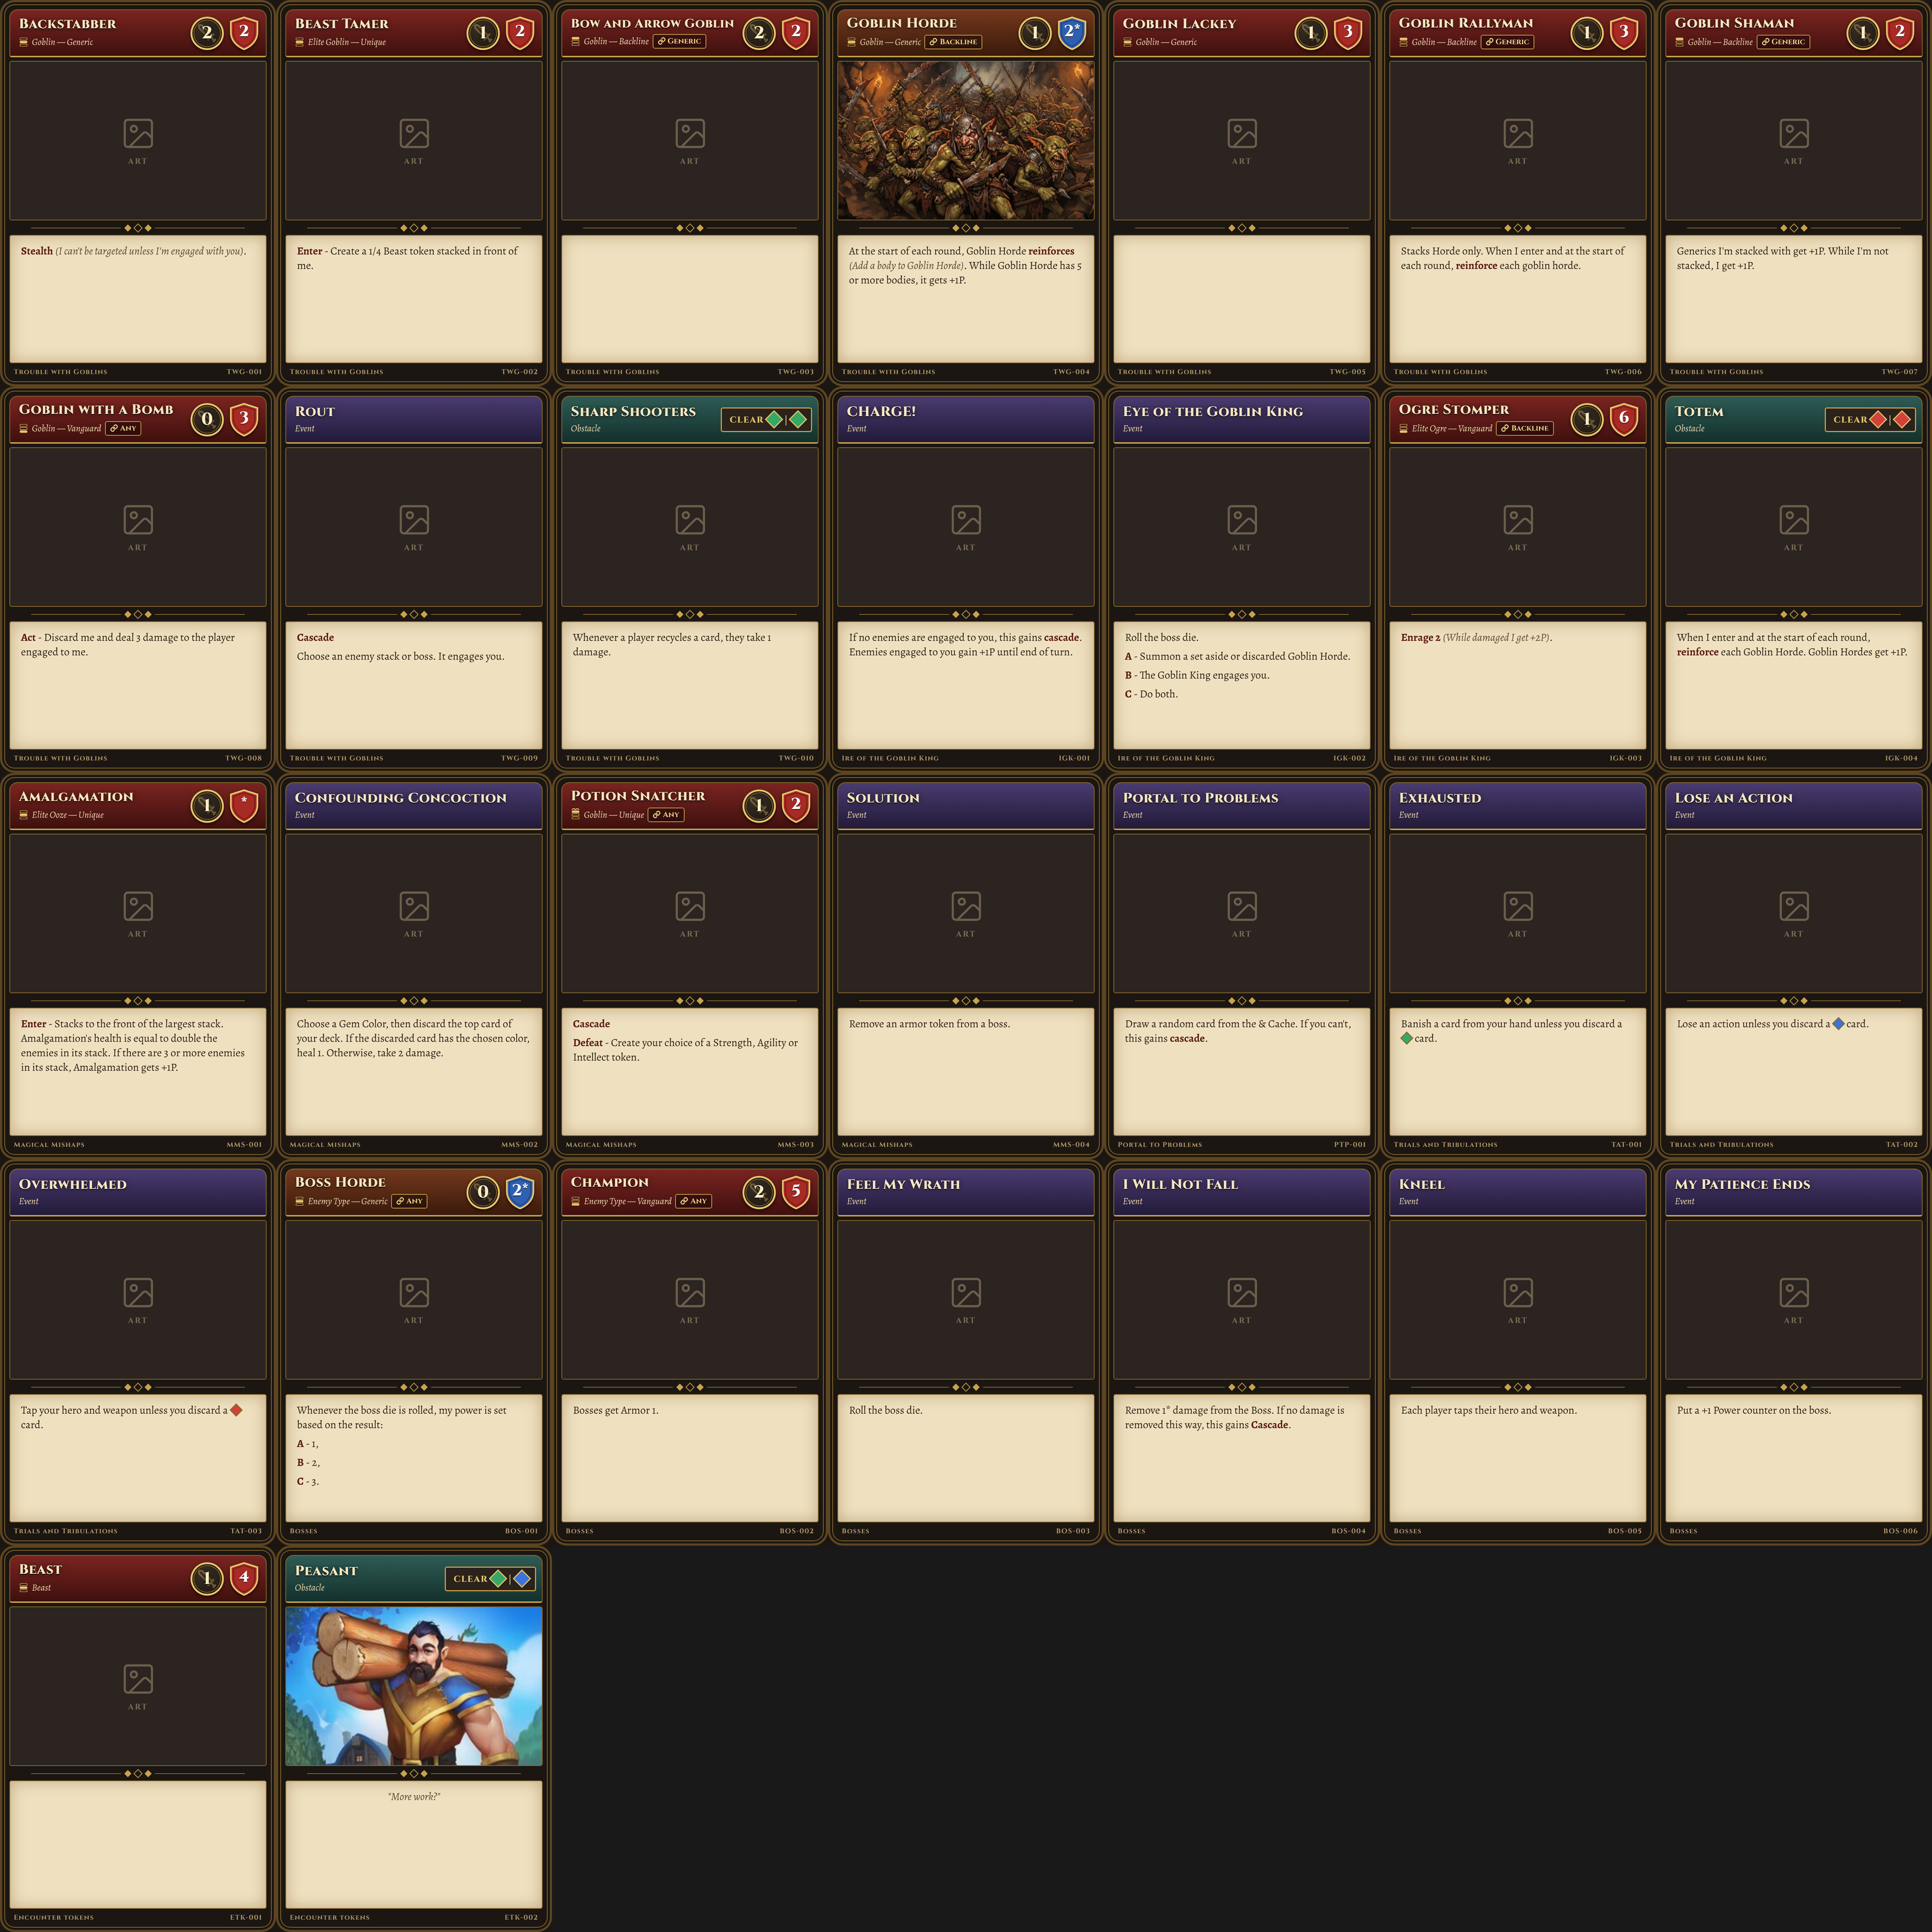 BACKSTABBER
Goblin — Generic
2
2
ART
Stealth (I can't be targeted unless I'm engaged with you).
TROUBLE WITH GOBLINS
TWG-001
BEAST TAMER
Elite Goblin — Unique
1
2
ART
Enter - Create a 1/4 Beast token stacked in front of
me.
TROUBLE WITH GOBLINS
TWG-002
BOW AND ARROW GOBLIN
Goblin — Backline
GENERIC
2
2
ART
TROUBLE WITH GOBLINS
TWG-003
GOBLIN HORDE
Goblin — Generic
BACKLINE
1
2*
At the start of each round, Goblin Horde reinforces
(Add a body to Goblin Horde). While Goblin Horde has 5
or more bodies, it gets +1P.
TROUBLE WITH GOBLINS
TWG-004
GOBLIN LACKEY
Goblin — Generic
1
3
ART
TROUBLE WITH GOBLINS
TWG-005
GOBLIN RALLYMAN
Goblin — Backline
GENERIC
1
3
ART
Stacks Horde only. When I enter and at the start of
each round, reinforce each goblin horde.
TROUBLE WITH GOBLINS
TWG-006
GOBLIN SHAMAN
Goblin — Backline
GENERIC
1
2
ART
Generics I'm stacked with get +1P. While I'm not
stacked, I get +1P.
TROUBLE WITH GOBLINS
TWG-007
GOBLIN WITH A BOMB
Goblin — Vanguard
ANY
0
3
ART
Act - Discard me and deal 3 damage to the player
engaged to me.
TROUBLE WITH GOBLINS
TWG-008
ROUT
Event
ART
Cascade
Choose an enemy stack or boss. It engages you.
TROUBLE WITH GOBLINS
TWG-009
SHARP SHOOTERS
Obstacle
CLEAR |
ART
Whenever a player recycles a card, they take 1
damage.
TROUBLE WITH GOBLINS
TWG-010
CHARGE!
Event
ART
If no enemies are engaged to you, this gains cascade.
Enemies engaged to you gain +1P until end of turn.
IRE OF THE GOBLIN KING
IGK-001
EYE OF THE GOBLIN KING
Event
ART
Roll the boss die.
A - Summon a set aside or discarded Goblin Horde.
B - The Goblin King engages you.
C - Do both.
IRE OF THE GOBLIN KING
IGK-002
OGRE STOMPER
Elite Ogre — Vanguard
BACKLINE
1
6
ART
Enrage 2 (While damaged I get +2P).
IRE OF THE GOBLIN KING
IGK-003
TOTEM
Obstacle
CLEAR |
ART
When I enter and at the start of each round,
reinforce each Goblin Horde. Goblin Hordes get +1P.
IRE OF THE GOBLIN KING
IGK-004
AMALGAMATION
Elite Ooze — Unique
1
*
ART
Enter - Stacks to the front of the largest stack.
Amalgamation's health is equal to double the
enemies in its stack. If there are 3 or more enemies
in its stack, Amalgamation gets +1P.
MAGICAL MISHAPS
MMS-001
CONFOUNDING CONCOCTION
Event
ART
Choose a Gem Color, then discard the top card of
your deck. If the discarded card has the chosen color,
heal 1. Otherwise, take 2 damage.
MAGICAL MISHAPS
MMS-002
POTION SNATCHER
Goblin — Unique
ANY
1
2
ART
Cascade
Defeat - Create your choice of a Strength, Agility or
Intellect token.
MAGICAL MISHAPS
MMS-003
SOLUTION
Event
ART
Remove an armor token from a boss.
MAGICAL MISHAPS
MMS-004
PORTAL TO PROBLEMS
Event
ART
Draw a random card from the & Cache. If you can't,
this gains cascade.
PORTAL TO PROBLEMS
PTP-001
EXHAUSTED
Event
ART
Banish a card from your hand unless you discard a
card.
TRIALS AND TRIBULATIONS
TAT-001
LOSE AN ACTION
Event
ART
Lose an action unless you discard a card.
TRIALS AND TRIBULATIONS
TAT-002
OVERWHELMED
Event
ART
Tap your hero and weapon unless you discard a
card.
TRIALS AND TRIBULATIONS
TAT-003
BOSS HORDE
Enemy Type — Generic
ANY
0
2*
ART
Whenever the boss die is rolled, my power is set
based on the result:
A - 1,
B - 2,
C - 3.
BOSSES
BOS-001
CHAMPION
Enemy Type — Vanguard
ANY
2
5
ART
Bosses get Armor 1.
BOSSES
BOS-002
FEEL MY WRATH
Event
ART
Roll the boss die.
BOSSES
BOS-003
I WILL NOT FALL
Event
ART
Remove 1* damage from the Boss. If no damage is
removed this way, this gains Cascade.
BOSSES
BOS-004
KNEEL
Event
ART
Each player taps their hero and weapon.
BOSSES
BOS-005
MY PATIENCE ENDS
Event
ART
Put a +1 Power counter on the boss.
BOSSES
BOS-006
BEAST
Beast
1
4
ART
ENCOUNTER TOKENS
ETK-001
PEASANT
Obstacle
CLEAR |
"More work?"
ENCOUNTER TOKENS
ETK-002